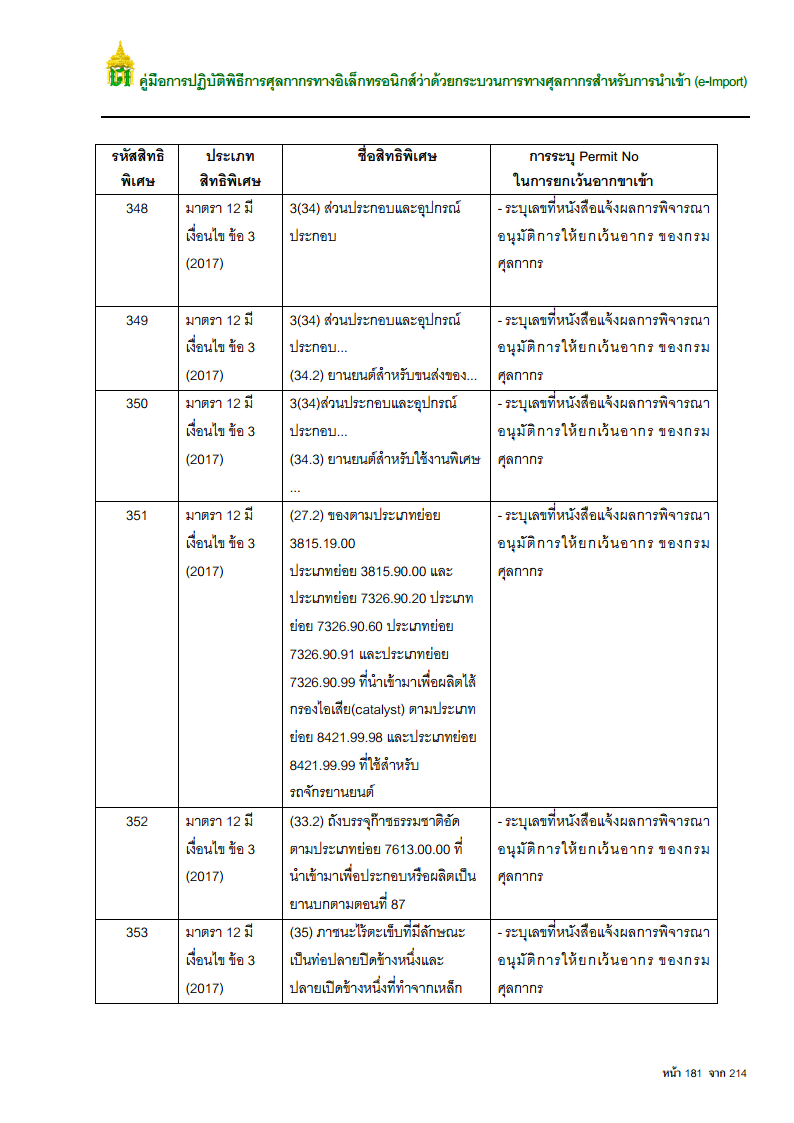 คู่มือการปฏิบัติพิธีการศุลกากรทางอิเล็กทรอนิกส์ว่าด้วยกระบวนการทางศุลกากรสำหรับการนำเข้า (e-Import)
รหัสสิทธิ
พิเศษ
ประเภท
สิทธิพิเศษ
ชื่อสิทธิพิเศษ
การระบุ Permit No
ในการยกเว้นอากขาเข้า
348
มาตรา 12 มี
เงื่อนไข ข้อ 3
(2017)
3(34) ส่วนประกอบและอุปกรณ์
ประกอบ
- ระบุเลขที่หนังสือแจ้งผลการพิจารณา
อนุมัติการให้ยกเว้นอากร ของกรม
ศุลกากร
349
มาตรา 12 มี
เงื่อนไข ข้อ 3
(2017)
3(34) ส่วนประกอบและอุปกรณ์
ประกอบ...
(34.2) ยานยนต์สำหรับขนส่งของ...
- ระบุเลขที่หนังสือแจ้งผลการพิจารณา
อนุมัติการให้ยกเว้นอากร ของกรม
ศุลกากร
350
มาตรา 12 มี
เงื่อนไข ข้อ 3
(2017)
3(34)ส่วนประกอบและอุปกรณ์
ประกอบ...
(34.3) ยานยนต์สำหรับใช้งานพิเศษ
...
- ระบุเลขที่หนังสือแจ้งผลการพิจารณา
อนุมัติการให้ยกเว้นอากร ของกรม
ศุลกากร
351
มาตรา 12 มี
เงื่อนไข ข้อ 3
(2017)
(27.2) ของตามประเภทย่อย
3815.19.00
ประเภทย่อย 3815.90.00 และ
ประเภทย่อย 7326.90.20 ประเภท
ย่อย 7326.90.60 ประเภทย่อย
7326.90.91 และประเภทย่อย
7326.90.99 ที่นำเข้ามาเพื่อผลิตไส้
กรองไอเสีย(catalyst) ตามประเภท
ย่อย 8421.99.98 และประเภทย่อย
8421.99.99 ที่ใช้สำหรับ
รถจักรยานยนต์
- ระบุเลขที่หนังสือแจ้งผลการพิจารณา
อนุมัติการให้ยกเว้นอากร ของกรม
ศุลกากร
352
มาตรา 12 มี
เงื่อนไข ข้อ 3
(2017)
(33.2) ถังบรรจุก๊าซธรรมชาติอัด
ตามประเภทย่อย 7613.00.00 ที่
นำเข้ามาเพื่อประกอบหรือผลิตเป็น
ยานบกตามตอนที่ 87
- ระบุเลขที่หนังสือแจ้งผลการพิจารณา
อนุมัติการให้ยกเว้นอากร ของกรม
ศุลกากร
353
มาตรา 12 มี
เงื่อนไข ข้อ 3
(2017)
(35) ภาชนะไร้ตะเข็บที่มีลักษณะ
เป็นท่อปลายปิดข้างหนึ่งและ
ปลายเปิดข้างหนึ่งที่ทำจากเหล็ก
- ระบุเลขที่หนังสือแจ้งผลการพิจารณา
อนุมัติการให้ยกเว้นอากร ของกรม
ศุลกากร
หน้า 181 จาก 214